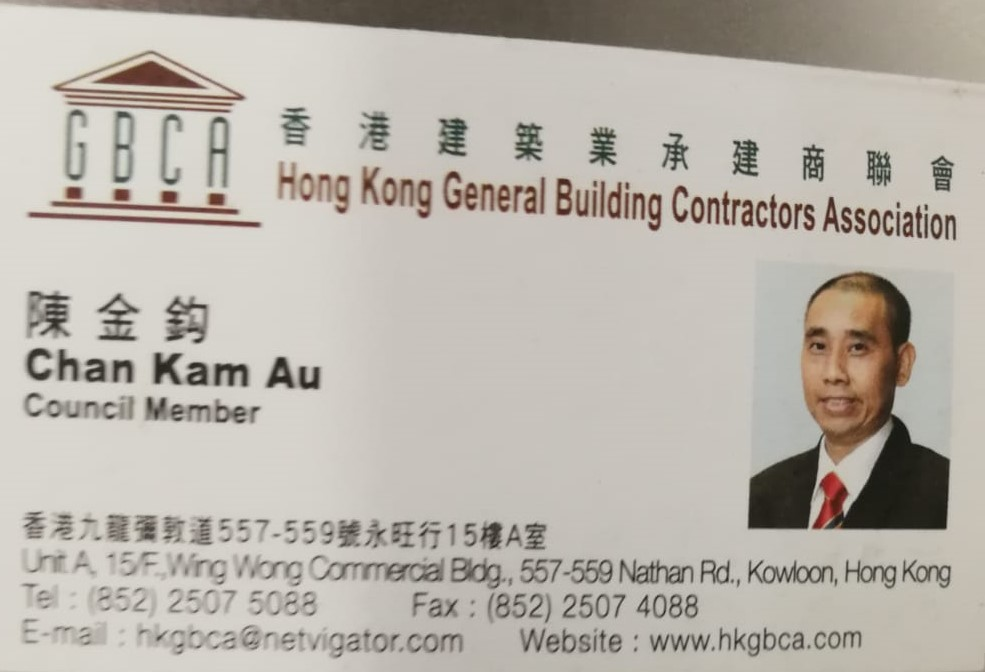 GBCA
香港建築業承建商聯會
Hong Kong General Building Contractors Association
陳金鈎
Chan Kam Au
Council Member
香港九龍彌敦道557-559號永旺行15樓A室
Unit A, 15/F.,Wing Wong Commercial Bldg., 557-559 Nathan Rd., Kowloon, Hong Kong
Tel : (852) 2507 5088 Fax : (852) 2507 4088
E-mail : hkgbca@netvigator.com Website : www.hkgbca.com